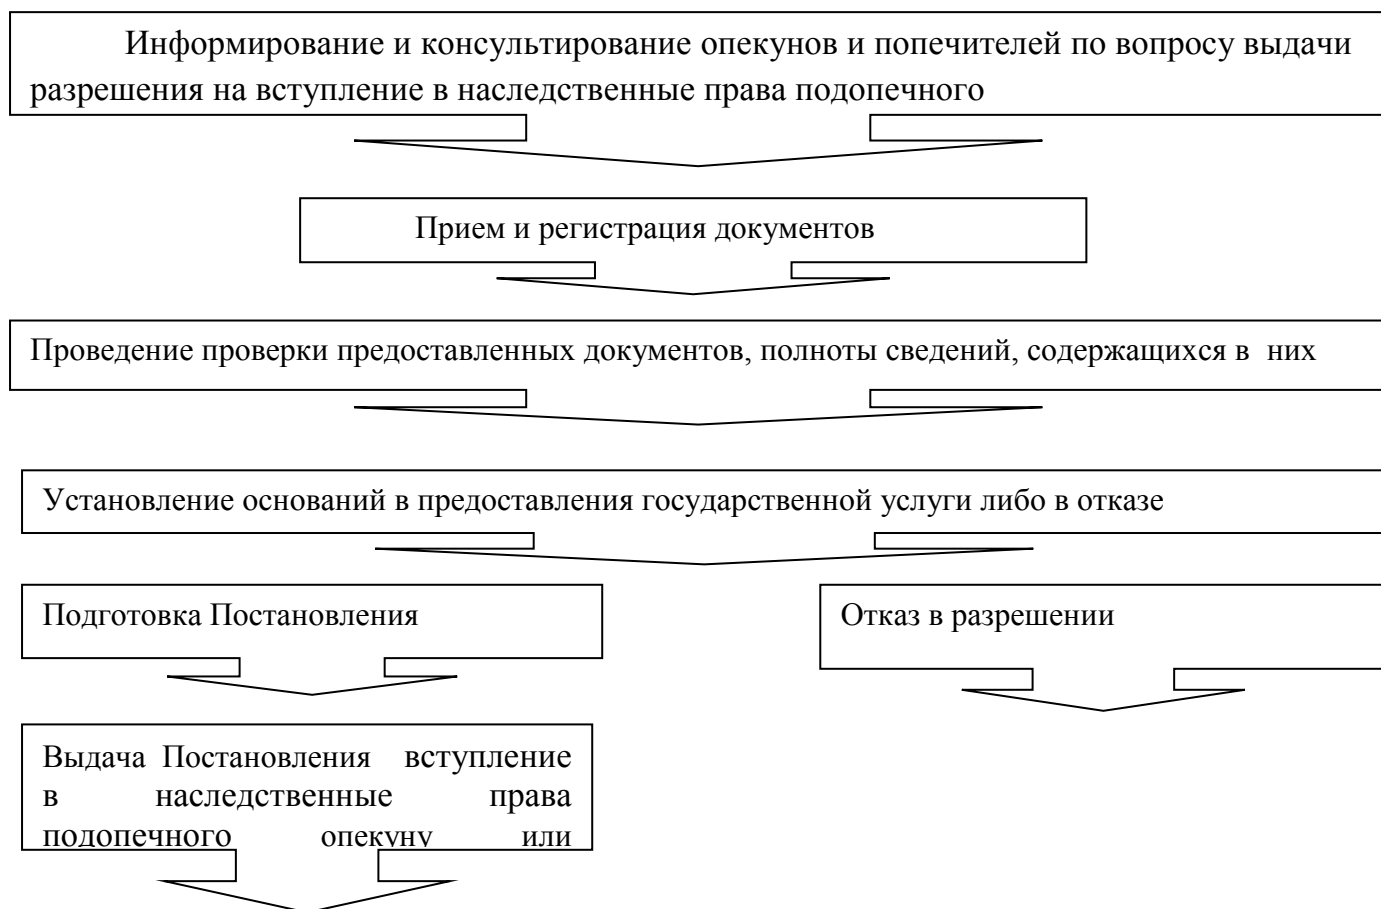 Информирование и консультирование опекунов и попечителей по вопросу выдачи
разрешения на вступление в наследственные права подопечного
Прием и регистрация документов
Проведение проверки предоставленных документов, полноты сведений, содержащихся в них
Установление оснований в предоставления государственной услуги либо в отказе
Подготовка Постановления
Отказ в разрешении
Выдача Постановления вступление
в наследственные права
подопечного опекуну или